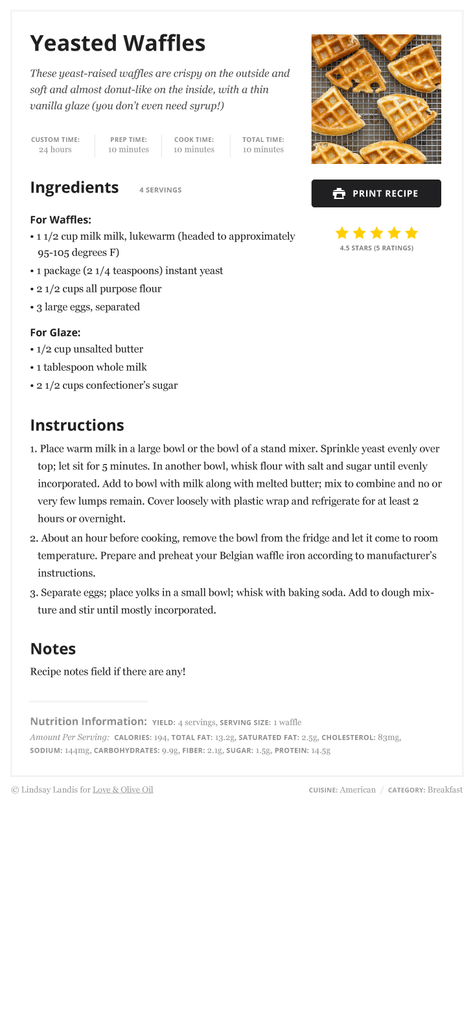 Yeasted Waffles
These yeast-raised waffles are crispy on the outside and
soft and almost donut-like on the inside, with a thin
vanilla glaze (you don't even need syrup!)
CUSTOM TIME:
24 hours
PREP TIME:
10 minutes
COOK TIME:
10 minutes
TOTAL TIME:
10 minutes
PRINT RECIPE
4.5 STARS (5 RATINGS)
Ingredients 4 SERVINGS
For Waffles:
• 1 1/2 cup milk milk, lukewarm (headed to approximately
95-105 degrees F)
• 1 package (2 1/4 teaspoons) instant yeast
• 2 1/2 cups all purpose flour
• 3 large eggs, separated
For Glaze:
• 1/2 cup unsalted butter
• 1 tablespoon whole milk
• 2 1/2 cups confectioner's sugar
Instructions
1. Place warm milk in a large bowl or the bowl of a stand mixer. Sprinkle yeast evenly over
top; let sit for 5 minutes. In another bowl, whisk flour with salt and sugar until evenly
incorporated. Add to bowl with milk along with melted butter; mix to combine and no or
very few lumps remain. Cover loosely with plastic wrap and refrigerate for at least 2
hours or overnight.
2. About an hour before cooking, remove the bowl from the fridge and let it come to room
temperature. Prepare and preheat your Belgian waffle iron according to manufacturer's
instructions.
3. Separate eggs; place yolks in a small bowl; whisk with baking soda. Add to dough mix-
ture and stir until mostly incorporated.
Notes
Recipe notes field if there are any!
Nutrition Information: YIELD: 4 servings, SERVING SIZE: 1 waffle
Amount Per Serving: CALORIES: 194, TOTAL FAT: 13.2g, SATURATED FAT: 2.5g, CHOLESTEROL: 83mg,
SODIUM: 144mg, CARBOHYDRATES: 9.9g, FIBER: 2.1g, SUGAR: 1.5g, PROTEIN: 14.5g
© Lindsay Landis for Love & Olive Oil
CUISINE: American / CATEGORY: Breakfast